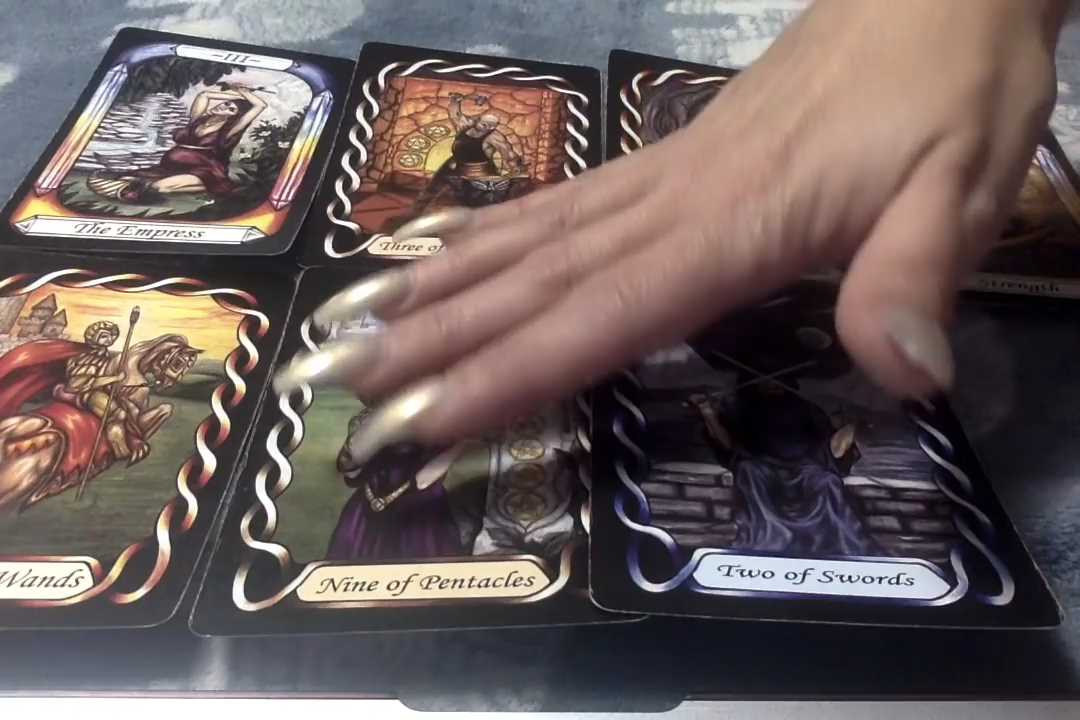 -III-
The Empress
Three of
Strength
Wands
Nine of Pentacles
Two of Swords